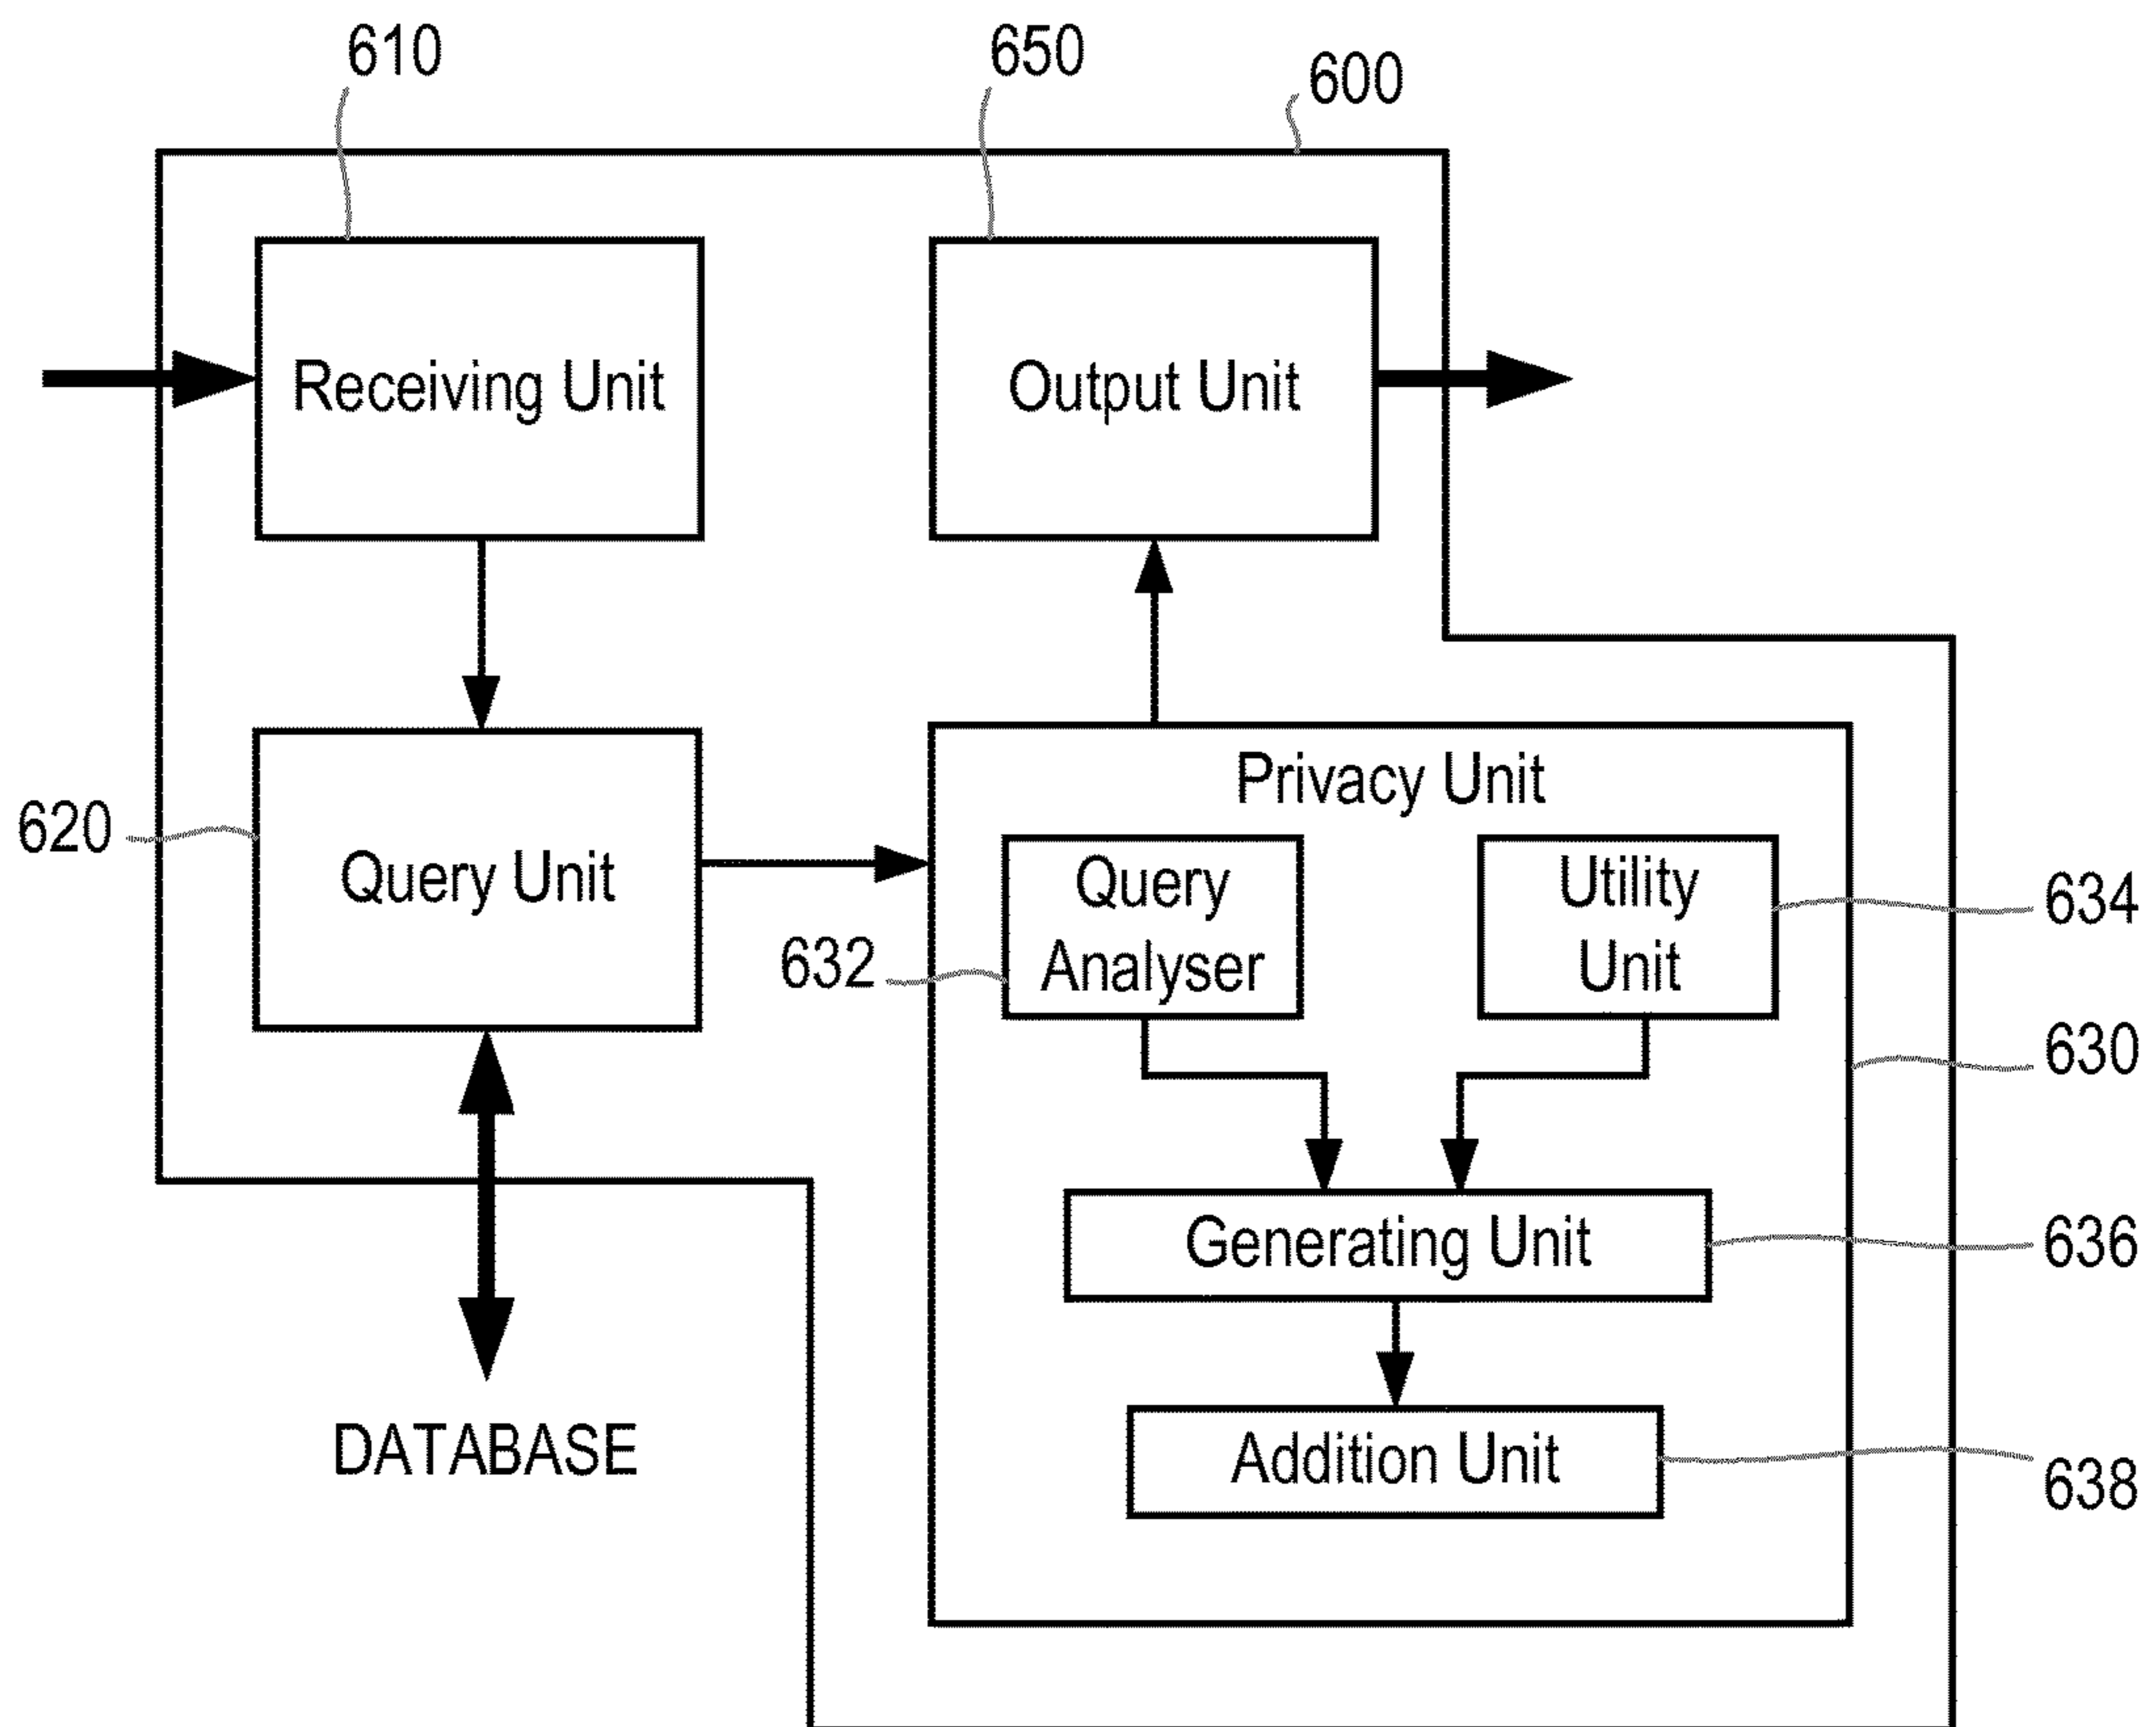 610
650
600
Receiving Unit
Output Unit
620
Query Unit
Privacy Unit
632
Query
Analyser
Utility
Unit
634
630
Generating Unit
636
Addition Unit
638
DATABASE